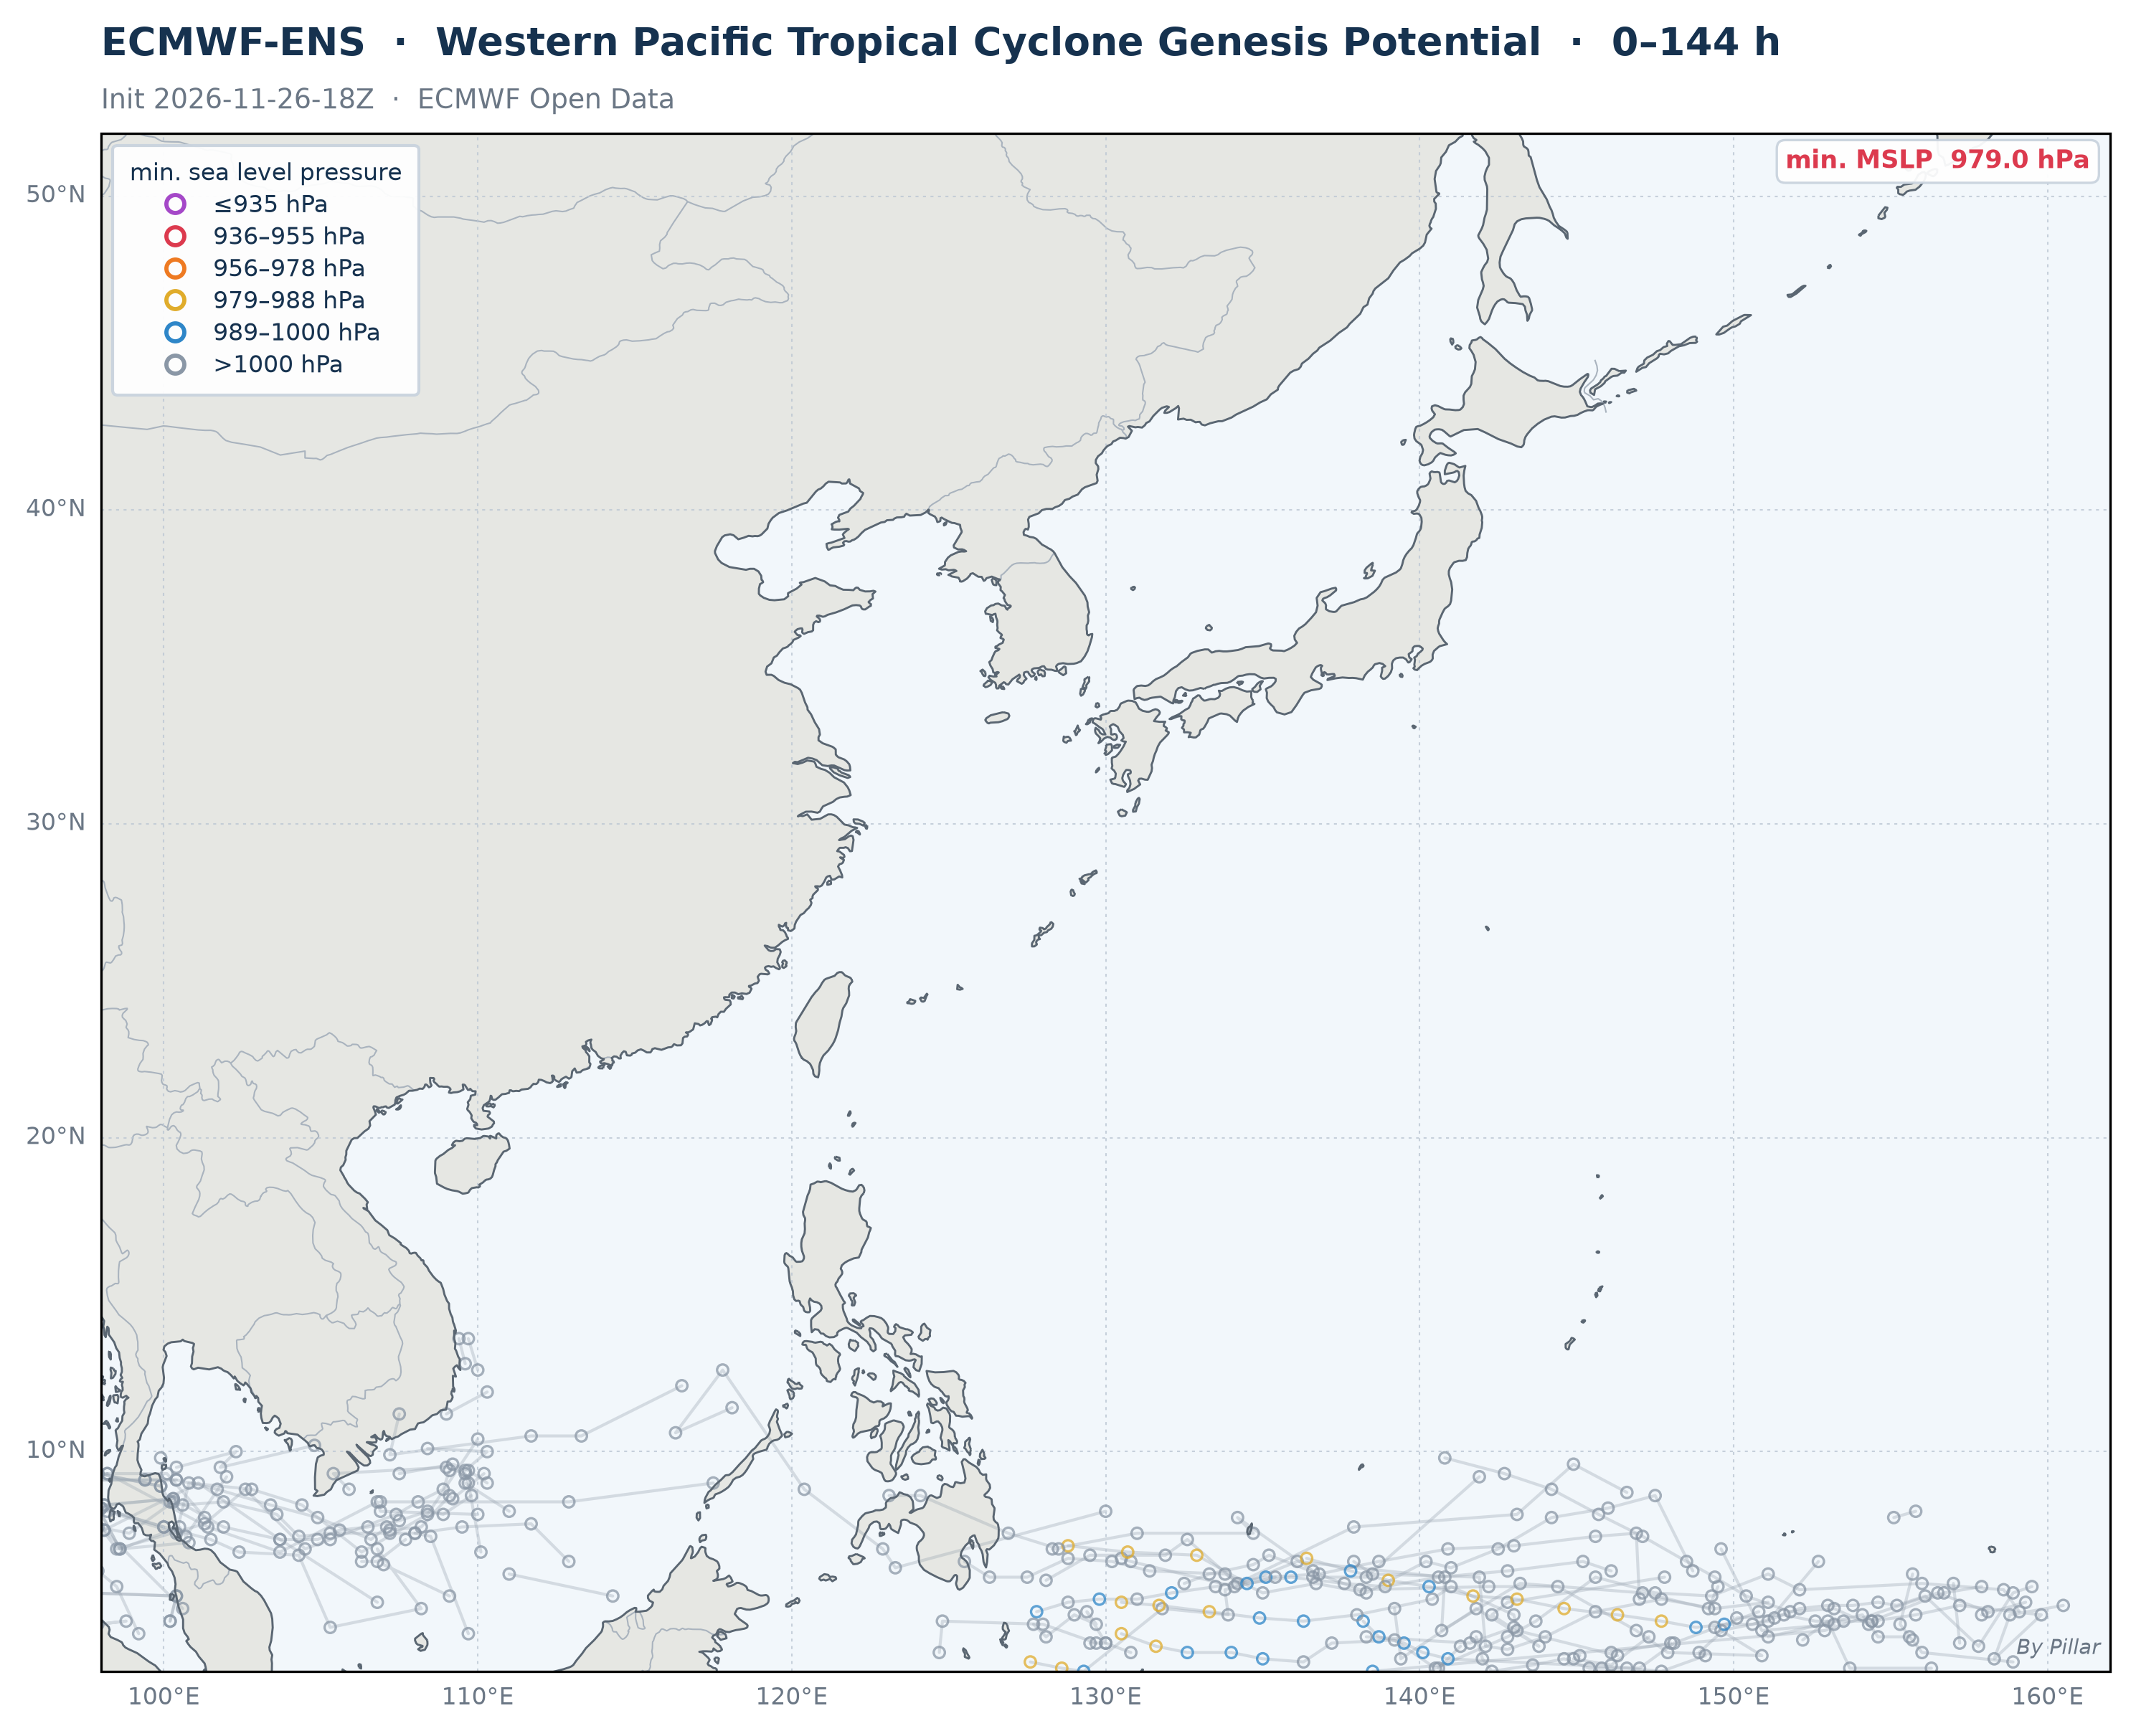 ECMWF-ENS · Western Pacific Tropical Cyclone Genesis Potential · 0–144 h
Init 2026-11-26-18Z · ECMWF Open Data
min. sea level pressure
≤935 hPa
936–955 hPa
956–978 hPa
979–988 hPa
989–1000 hPa
>1000 hPa
min. MSLP 979.0 hPa
50°N
40°N
30°N
20°N
10°N
By Pillar
100°E
110°E
120°E
130°E
140°E
150°E
160°E